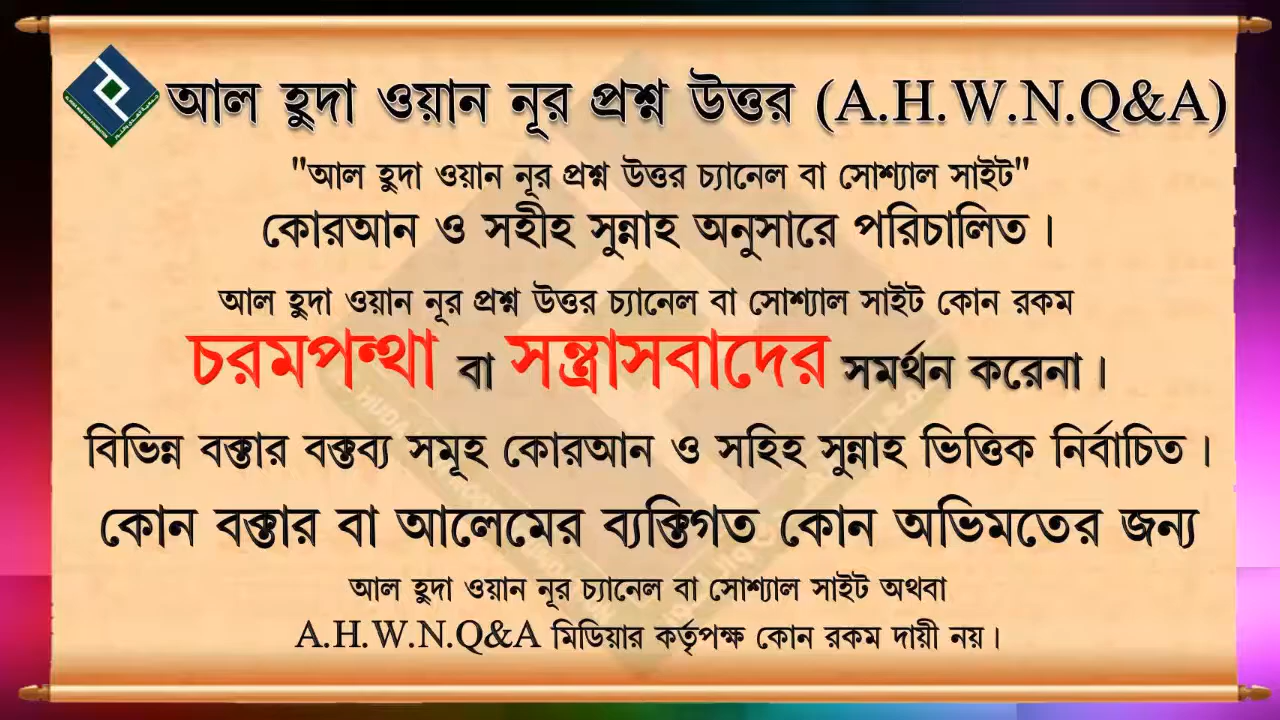 আল হুদা ওয়ান নূর প্রশ্ন উত্তর (A.H.W.N.Q&A)
"আল হুদা ওয়ান নূর প্রশ্ন উত্তর চ্যানেল বা সোশ্যাল সাইট"
কোরআন ও সহীহ সুন্নাহ অনুসারে পরিচালিত।
আল হুদা ওয়ান নূর প্রশ্ন উত্তর চ্যানেল বা সোশ্যাল সাইট কোন রকম
চরমপন্থা বা সন্ত্রাসবাদের সমর্থন করেনা।
বিভিন্ন বক্তার বক্তব্য সমূহ কোরআন ও সহিহ সুন্নাহ ভিত্তিক নির্বাচিত।
কোন বক্তার বা আলেমের ব্যক্তিগত কোন অভিমতের জন্য
আল হুদা ওয়ান নূর চ্যানেল বা সোশ্যাল সাইট অথবা
A.H.W.N.Q&A মিডিয়ার কর্তৃপক্ষ কোন রকম দায়ী নয়।